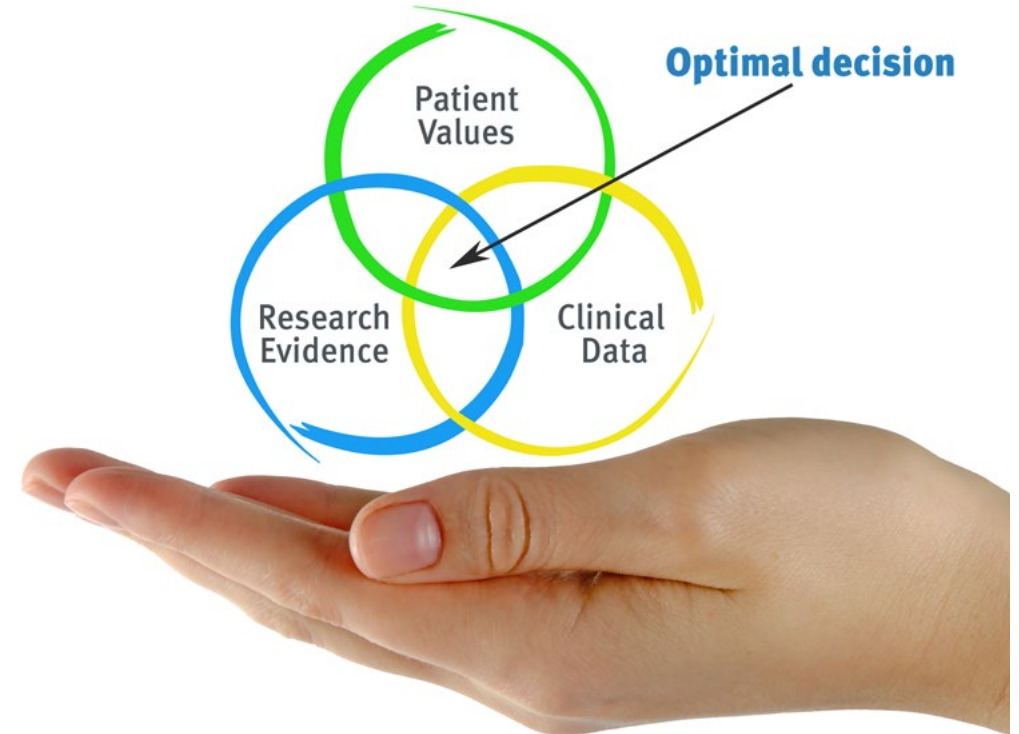 Optimal decision
Patient
Values
Research
Evidence
Clinical
Data